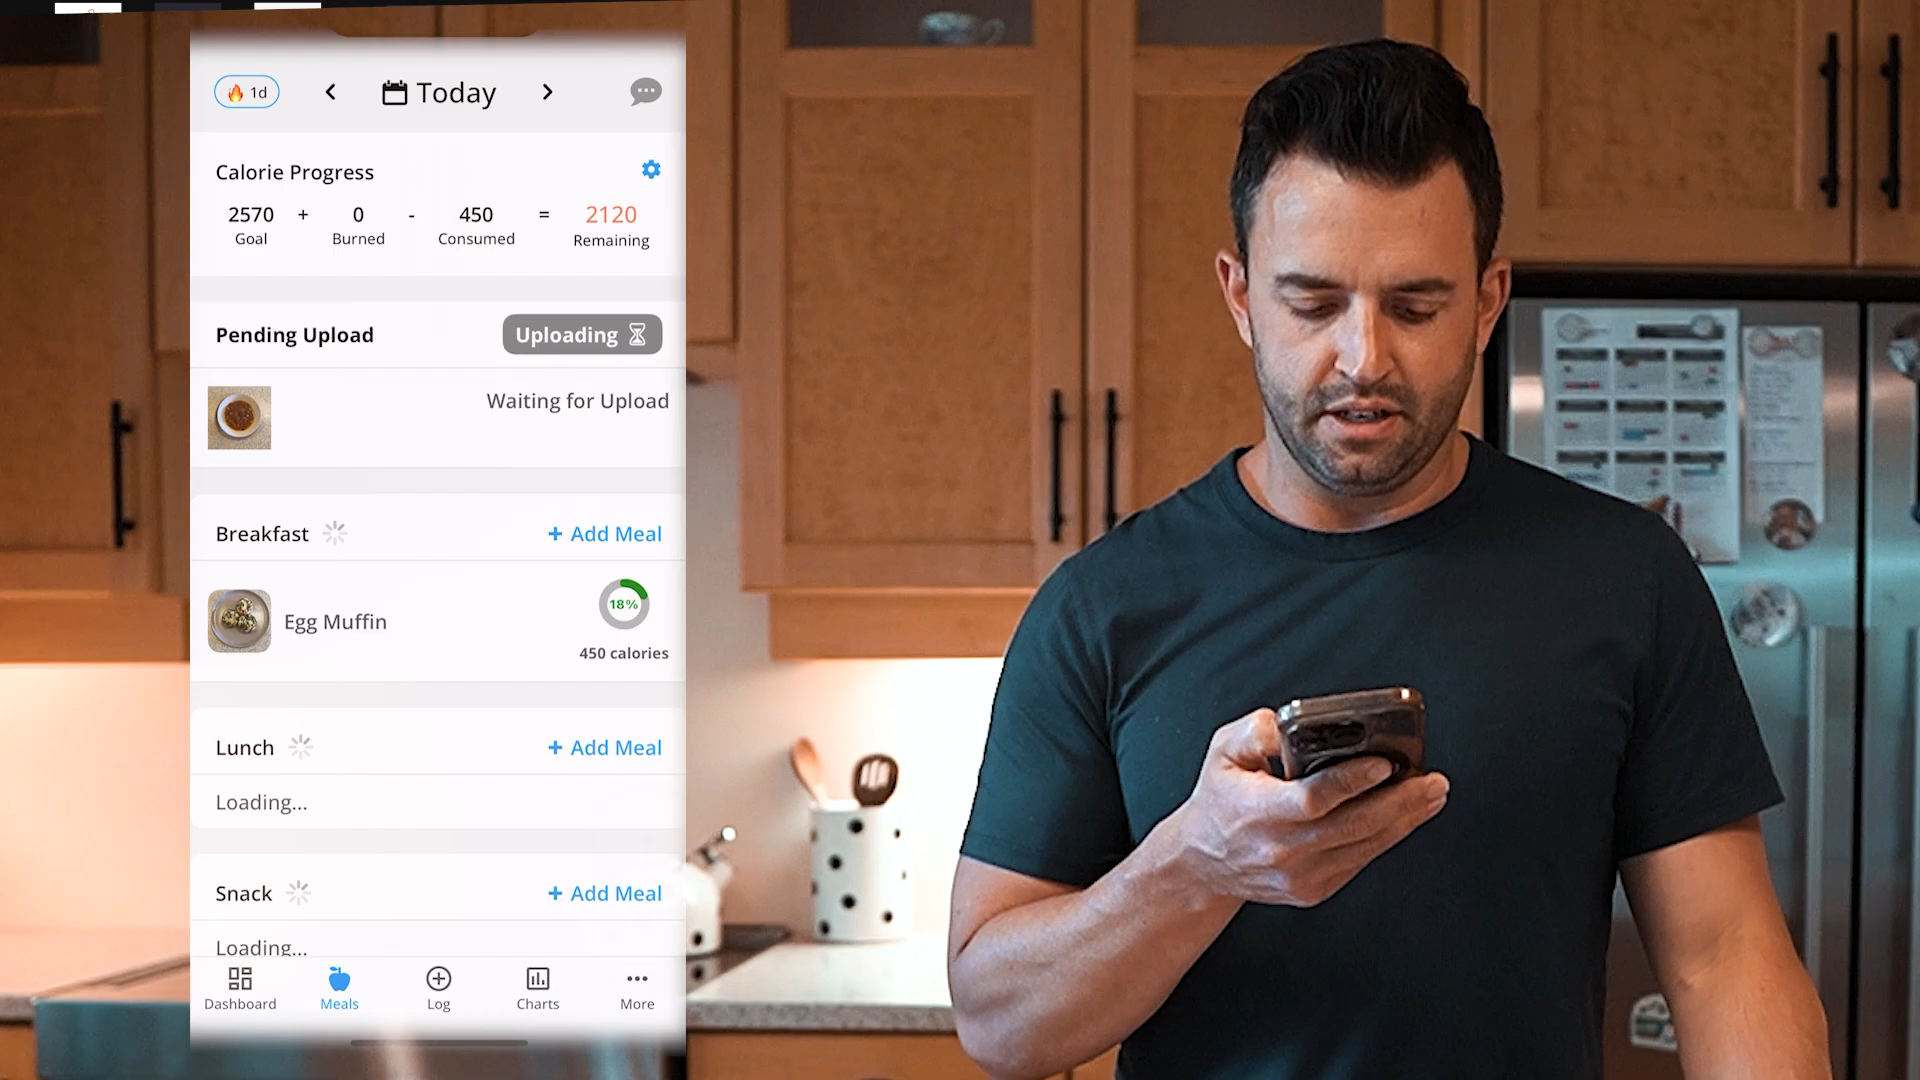 🔥 1d
Today
Calorie Progress
2570 + 0 - 450 = 2120
Goal Burned Consumed Remaining
Pending Upload
Uploading
Waiting for Upload
Breakfast
+ Add Meal
Egg Muffin
18%
450 calories
Lunch
+ Add Meal
Loading...
Snack
+ Add Meal
Loading...
Dashboard Meals Log Charts More